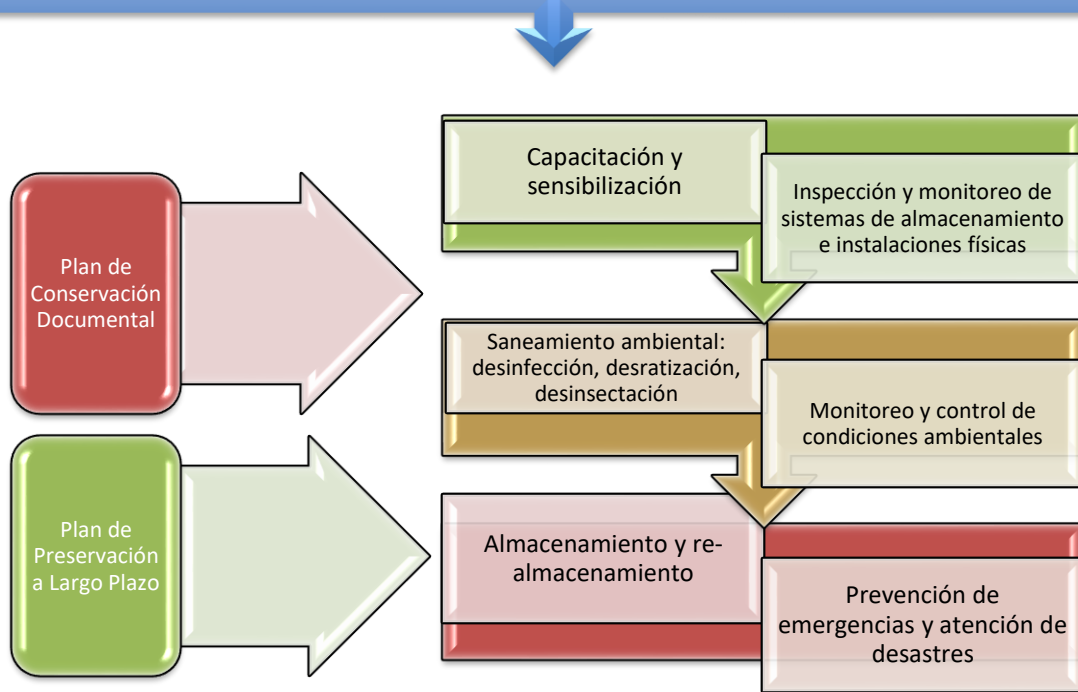 Capacitación y
sensibilización
Inspección y monitoreo de
sistemas de almacenamiento
e instalaciones físicas
Plan de
Conservación
Documental
Saneamiento ambiental:
desinfección, desratización,
desinsectación
Monitoreo y control de
condiciones ambientales
Plan de
Preservación
a Largo Plazo
Almacenamiento y re-
almacenamiento
Prevención de
emergencias y atención de
desastres